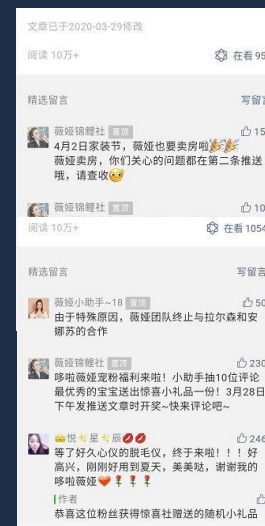 文章已于2020-03-29修改
阅读 10万+ 在看 95
精选留言 写留言
薇娅锦鲤社 置顶 15
4月2日家装节，薇娅也要卖房啦🎉🎉
薇娅卖房，你们关心的问题都在第二条推送
哦，请查收
薇娅锦鲤社 置顶 10
阅读 10万+ 在看 1054
精选留言 写留言
薇娅小助手~18 置顶 50
由于特殊原因，薇娅团队终止与拉尔森和安
娜苏的合作
薇娅锦鲤社 置顶 230
哆啦薇娅宠粉福利来啦！小助手抽10位评论
最优秀的宝宝送出惊喜小礼品一份！3月28日
下午发推送文章时开奖~快来评论吧~
👑悦✨星✨辰💋💋 246
等了好久心仪的脱毛仪，终于来啦！！！好
高兴，刚刚好用到夏天，美美哒，谢谢我的
哆啦薇娅❤️🌹🌹🌹
作者
恭喜这位粉丝获得惊喜社赠送的随机小礼品